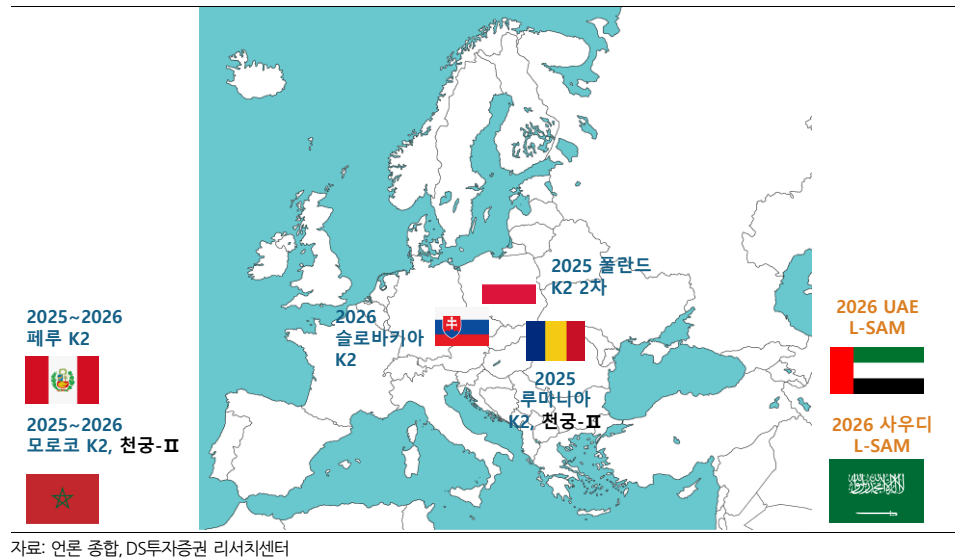 2025 폴란드
K2 2차
2026
슬로바키아
K2
2025
루마니아
K2, 천궁-Ⅱ
2025~2026
페루 K2
2025~2026
모로코 K2, 천궁-Ⅱ
2026 UAE
L-SAM
2026 사우디
L-SAM
자료: 언론 종합, DS투자증권 리서치센터